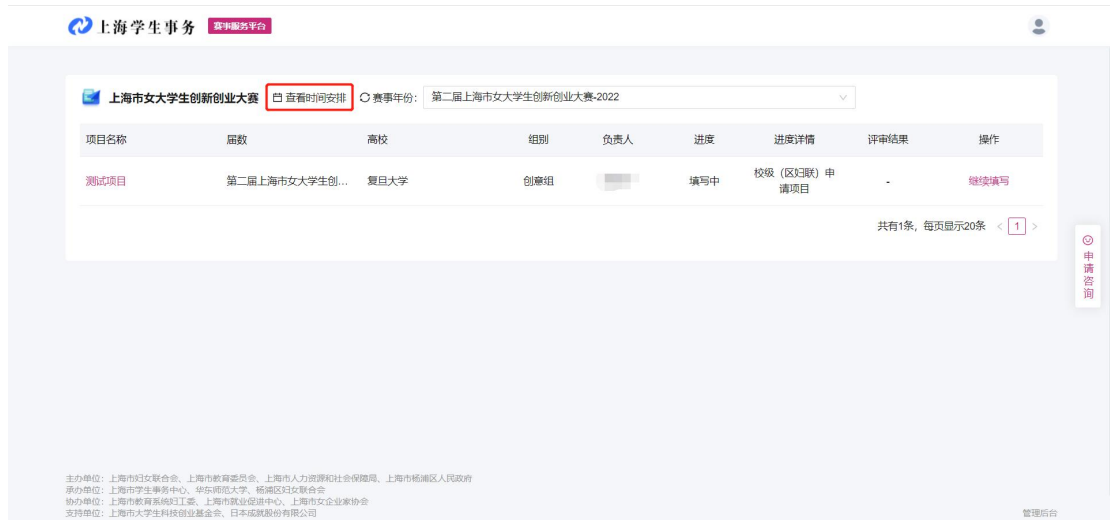 上海学生事务 赛事服务平台
上海市女大学生创新创业大赛 查看时间安排 赛事年份： 第二届上海市女大学生创新创业大赛-2022
项目名称 届数 高校 组别 负责人 进度 进度详情 评审结果 操作
测试项目 第二届上海市女大学生创... 复旦大学 创意组 填写中 校级（区妇联）申 - 继续填写
请项目
共有1条，每页显示20条 < 1 >
申请咨询
主办单位：上海市妇女联合会、上海市教育委员会、上海市人力资源和社会保障局、上海市杨浦区人民政府
承办单位：上海市学生事务中心、华东师范大学、杨浦区妇女联合会
协办单位：上海市教育系统妇工委、上海市就业促进中心、上海市女企业家协会
支持单位：上海市大学生科技创业基金会、日本成就股份有限公司 管理后台